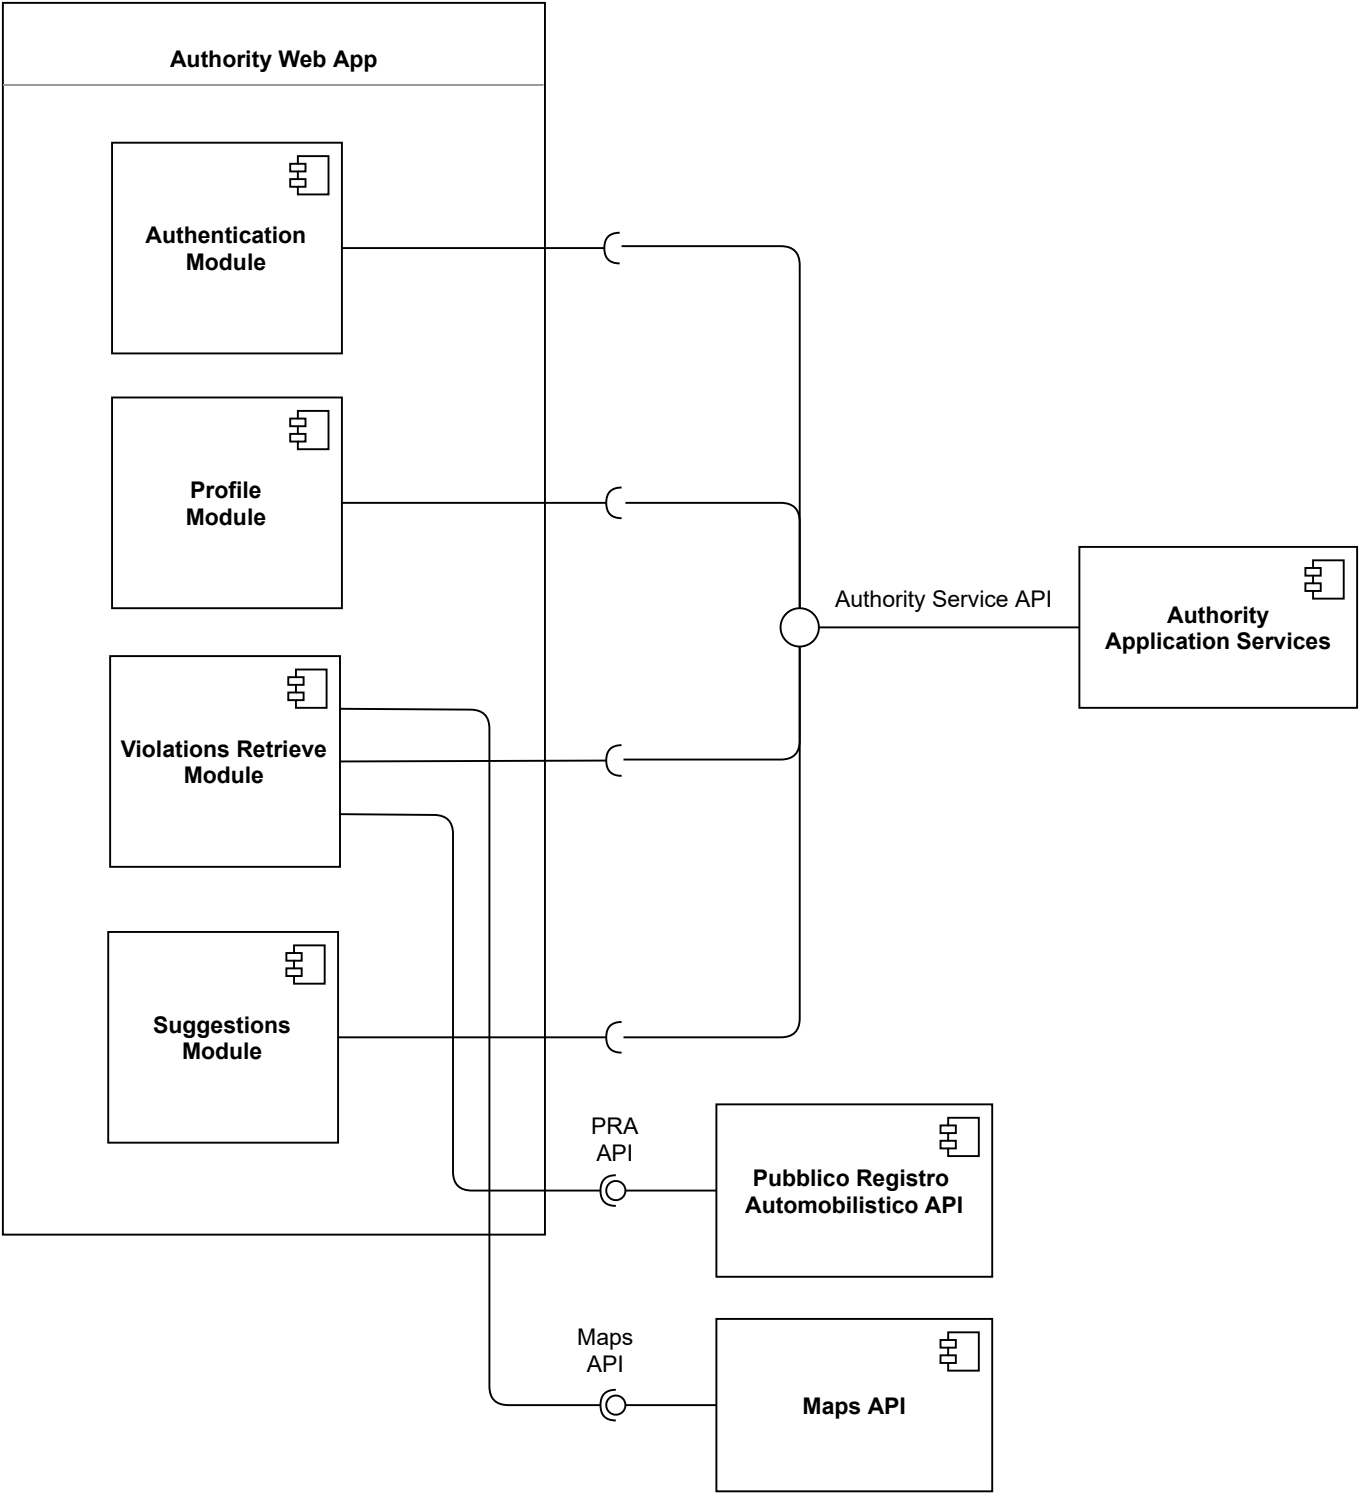 Authority Web App
Authentication
Module
Profile
Module
Authority Service API
Authority
Application Services
Violations Retrieve
Module
Suggestions
Module
PRA
API
Pubblico Registro
Automobilistico API
Maps
API
Maps API